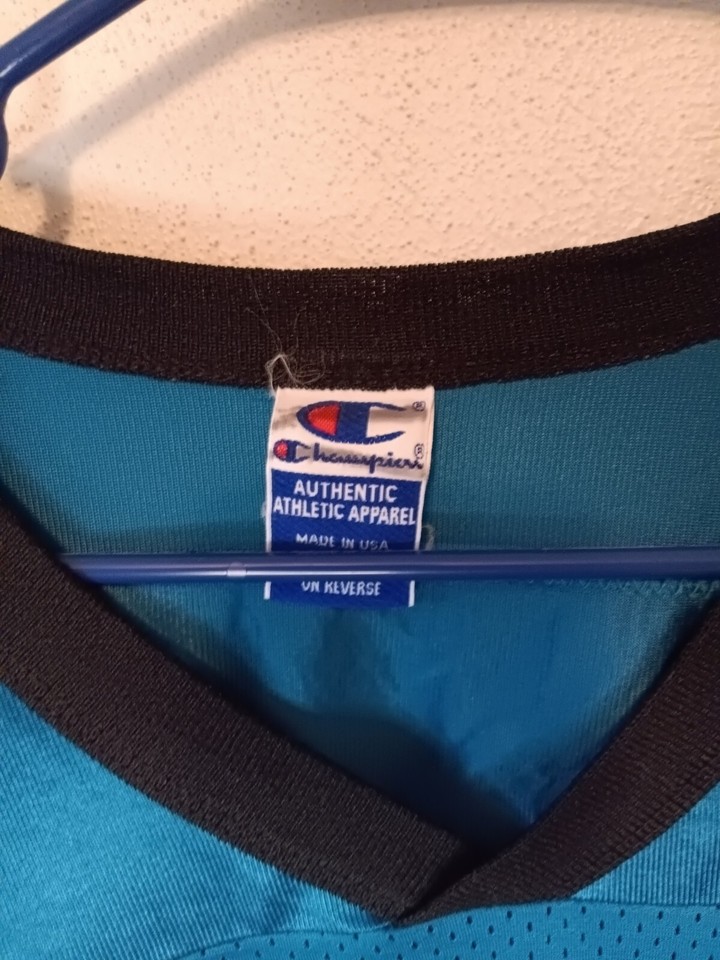 Champion
AUTHENTIC
ATHLETIC APPAREL
MADE IN USA
ON REVERSE